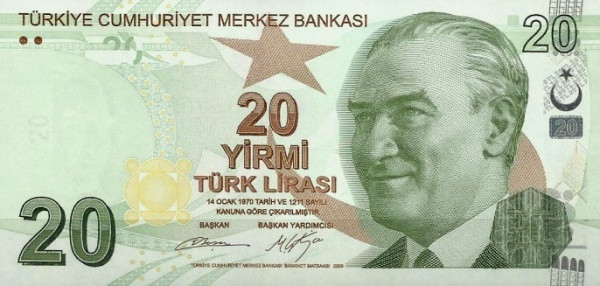 TÜRKİYE CUMHURİYET MERKEZ BANKASI
20
20
YİRMİ
TÜRK LİRASI
14 OCAK 1970 TARİH VE 1211 SAYILI
KANUNA GÖRE ÇIKARILMIŞTIR.
BAŞKAN BAŞKAN YARDIMCISI
20
20
TÜRKİYE CUMHURİYET MERKEZ BANKASI BANKNOT MATBAASI 2009